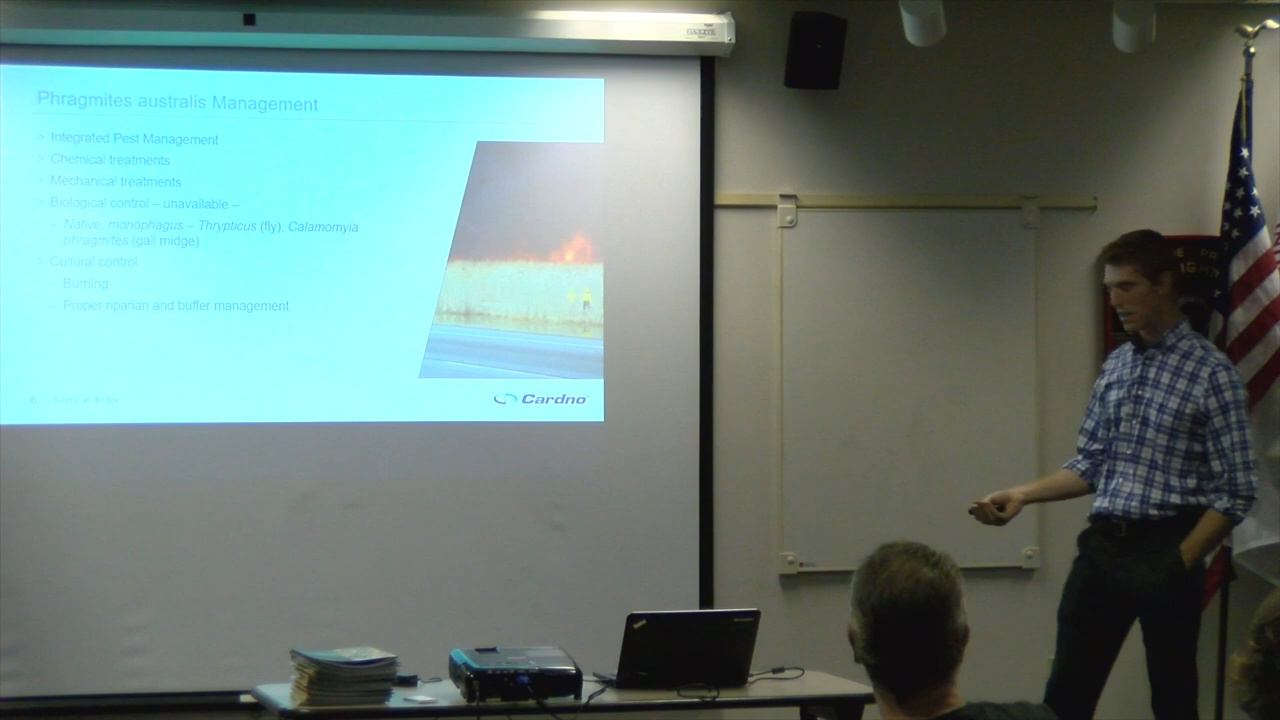 Phragmites australis Management
> Integrated Pest Management
> Chemical treatments
> Mechanical treatments
> Biological control – unavailable –
– Native, monophagus – Thrypticus (fly), Calamomyia
phragmites (gall midge)
> Cultural control
– Burning
– Proper riparian and buffer management
Cardno